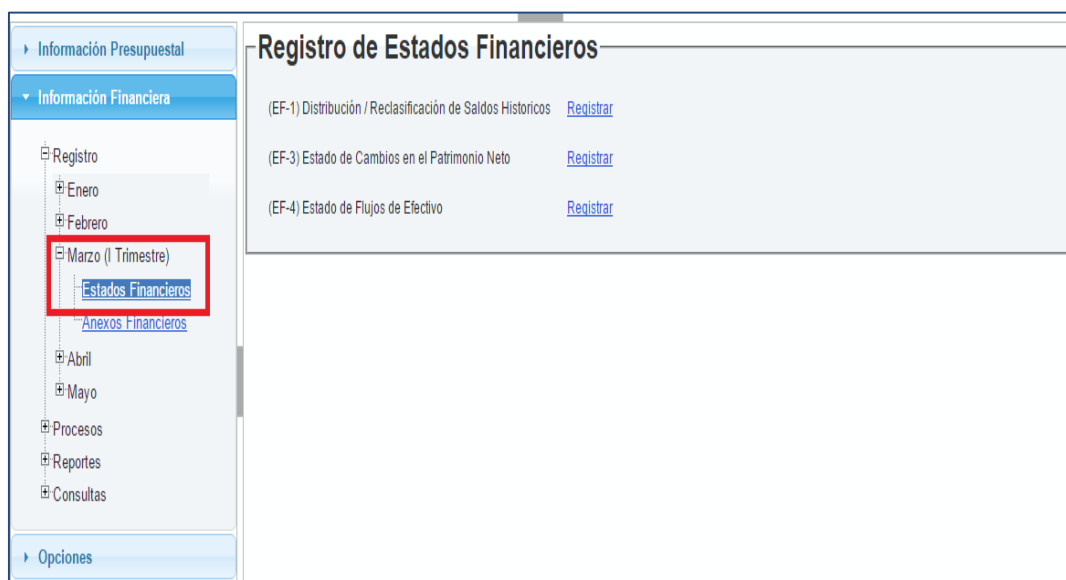 Información Presupuestal
Información Financiera
Registro
Enero
Febrero
Marzo (I Trimestre)
Estados Financieros
Anexos Financieros
Abril
Mayo
Procesos
Reportes
Consultas
Opciones
Registro de Estados Financieros
(EF-1) Distribución / Reclasificación de Saldos Historicos Registrar
(EF-3) Estado de Cambios en el Patrimonio Neto Registrar
(EF-4) Estado de Flujos de Efectivo Registrar